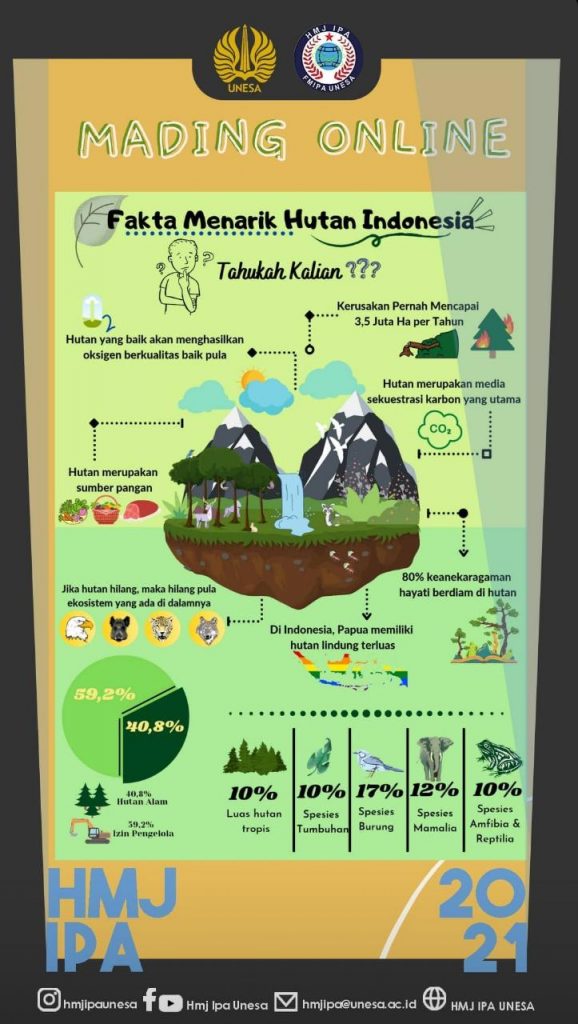 UNESA
HMJ IPA
FMIPA UNESA
MADING ONLINE
Fakta Menarik Hutan Indonesia
Tahukah Kalian ???
? ? ?
2
Hutan yang baik akan menghasilkan
oksigen berkualitas baik pula
Kerusakan Pernah Mencapai
3,5 Juta Ha per Tahun
Hutan merupakan media
sekuestrasi karbon yang utama
CO₂
Hutan merupakan
sumber pangan
80% keanekaragaman
hayati berdiam di hutan
Jika hutan hilang, maka hilang pula
ekosistem yang ada di dalamnya
Di Indonesia, Papua memiliki
hutan lindung terluas
59,2%
40,8%
40,8%
Hutan Alam
59,2%
Izin Pengelola
10%
Luas hutan
tropis
10%
Spesies
Tumbuhan
17%
Spesies
Burung
12%
Spesies
Mamalia
10%
Spesies
Amfibia &
Reptilia
HMJ
IPA
20
21
hmjipaunesa
Hmj Ipa Unesa
hmjipa@unesa.ac.id
HMJ IPA UNESA